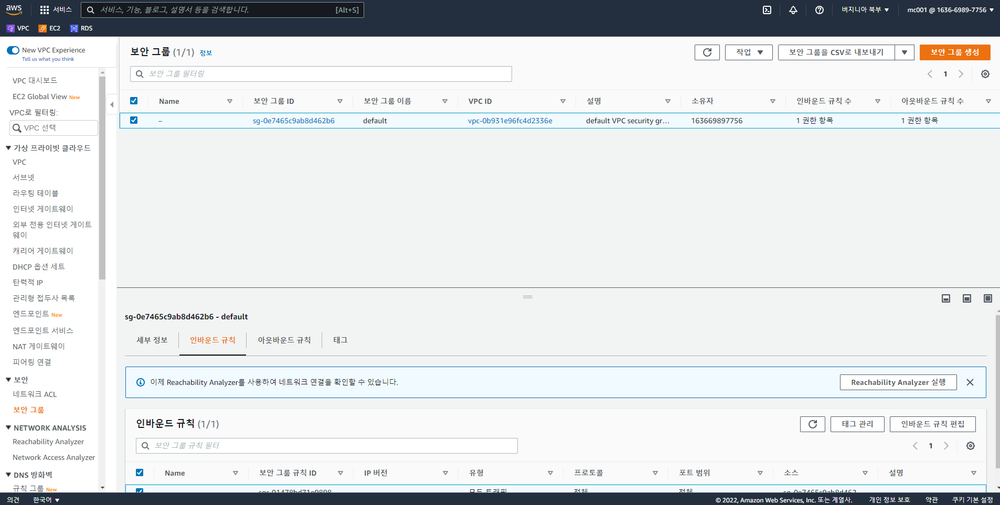 aws
서비스
서비스, 기능, 블로그, 설명서 등을 검색합니다.
[Alt+S]
버지니아 북부 ▼
mc001 @ 1636-6989-7756 ▼
VPC
EC2
RDS
New VPC Experience
Tell us what you think
VPC 대시보드
EC2 Global View New
VPC로 필터링:
VPC 선택
가상 프라이빗 클라우드
VPC
서브넷
라우팅 테이블
인터넷 게이트웨이
외부 전용 인터넷 게이트
웨이
캐리어 게이트웨이
DHCP 옵션 세트
탄력적 IP
관리형 접두사 목록
엔드포인트 New
엔드포인트 서비스
NAT 게이트웨이
피어링 연결
보안
네트워크 ACL
보안 그룹
NETWORK ANALYSIS
Reachability Analyzer
Network Access Analyzer
DNS 방화벽
규칙 그룹 New
보안 그룹 (1/1) 정보
작업 ▼
보안 그룹을 CSV로 내보내기
보안 그룹 생성
보안 그룹 필터링
1
Name 보안 그룹 ID 보안 그룹 이름 VPC ID 설명 소유자 인바운드 규칙 수 아웃바운드 규칙 수
– sg-0e7465c9ab8d462b6 default vpc-0b931e96fc4d2336e default VPC security gr... 163669897756 1 권한 항목 1 권한 항목
sg-0e7465c9ab8d462b6 - default
세부 정보 인바운드 규칙 아웃바운드 규칙 태그
이제 Reachability Analyzer를 사용하여 네트워크 연결을 확인할 수 있습니다.
Reachability Analyzer 실행
인바운드 규칙 (1/1)
태그 관리
인바운드 규칙 편집
보안 그룹 규칙 필터
1
Name 보안 그룹 규칙 ID IP 버전 유형 프로토콜 포트 범위 소스 설명
sgr-01478bd71e0898... 모든 트래픽 전체 전체 sg-0e7465c9ab8d462...
의견
한국어 ▼
© 2022, Amazon Web Services, Inc. 또는 계열사.
개인 정보 보호
약관
쿠키 기본 설정